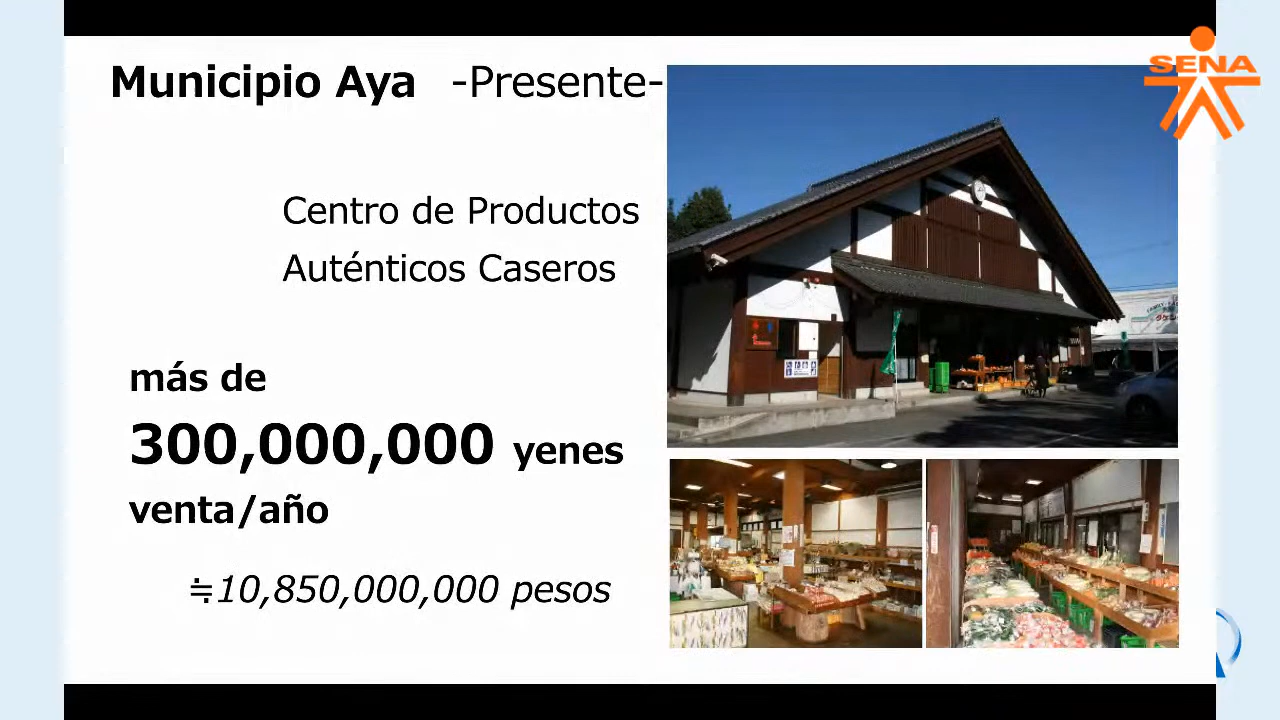 Municipio Aya -Presente-
SENA
Centro de Productos
Auténticos Caseros
más de
300,000,000 yenes
venta/año
≒10,850,000,000 pesos